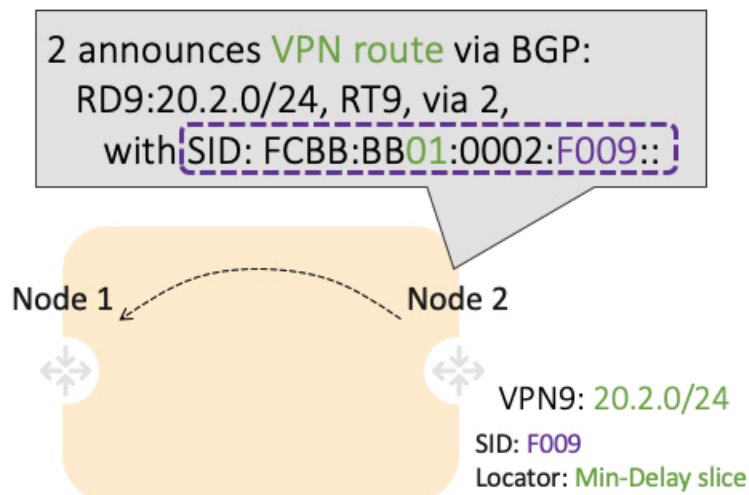 2 announces VPN route via BGP:
RD9:20.2.0/24, RT9, via 2,
with SID: FCBB:BB01:0002:F009::
Node 1
Node 2
VPN9: 20.2.0/24
SID: F009
Locator: Min-Delay slice